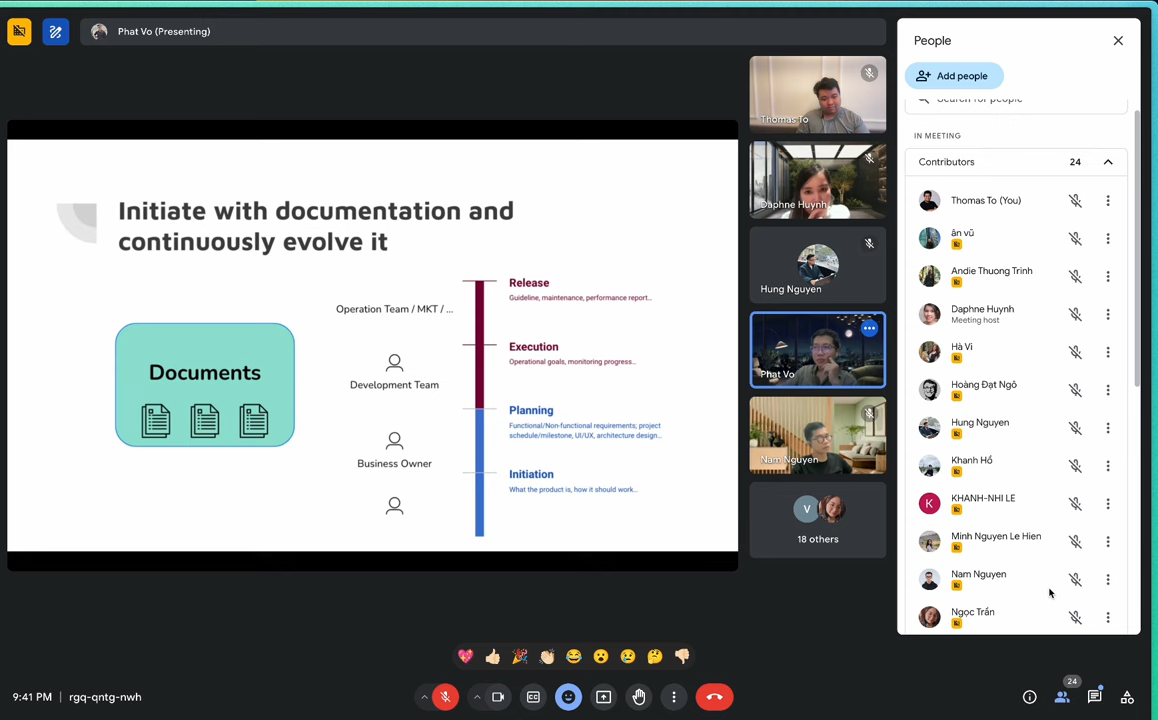 Phat Vo (Presenting)
Initiate with documentation and
continuously evolve it
Documents
Operation Team / MKT / ...
Development Team
Business Owner
Release
Guideline, maintenance, performance report...
Execution
Operational goals, monitoring progress...
Planning
Functional/Non-functional requirements; project
schedule/milestone, UI/UX, architecture design...
Initiation
What the product is, how it should work...
Thomas To
Daphne Huynh
Hung Nguyen
Phat Vo
Nam Nguyen
V
18 others
People
Add people
Search for people
IN MEETING
Contributors
24
Thomas To (You)
ân vũ
Andie Thuong Trinh
Daphne Huynh
Meeting host
Hà Vi
Hoàng Đạt Ngô
Hung Nguyen
Khanh Hồ
K
KHANH-NHI LE
Minh Nguyen Le Hien
Nam Nguyen
Ngọc Trần
9:41 PM | rgq-qntg-nwh
24